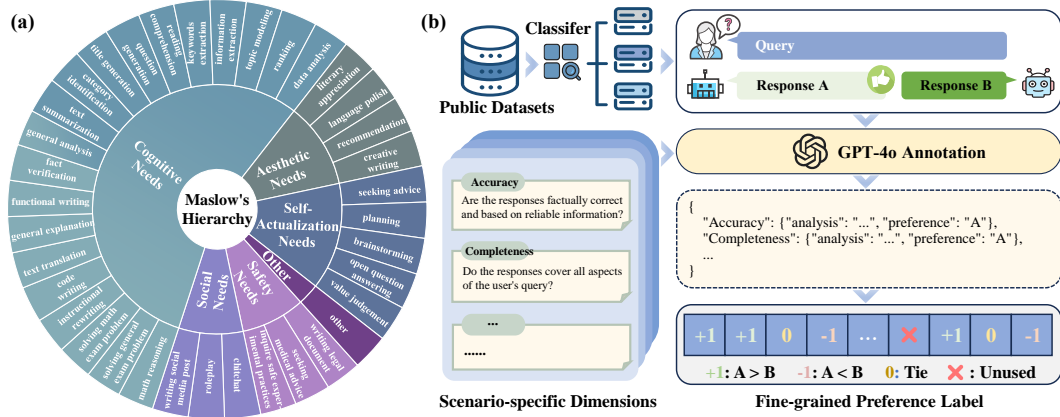 (a)
Maslow's
Hierarchy
Cognitive
Needs
Aesthetic
Needs
Self-
Actualization
Needs
Other
Safety
Needs
Social
Needs
math reasoning
solving general
exam problem
solving math
exam problem
instructional
rewriting
code
writing
text translation
general explanation
functional writing
fact
verification
general analysis
text
summarization
category
identification
title generation
question
generation
reading
comprehension
key words
extraction
information
extraction
topic modeling
ranking
data analysis
literary
appreciation
language polish
recommendation
creative
writing
seeking advice
planning
brainstorming
open question
answering
value judgement
other
writing legal
document
seeking
medical advice
inquire safe exper-
imental practices
chitchat
roleplay
writing social
media post
(b)
Public Datasets
Classifer
?
Query
Response A
Response B
GPT-4o Annotation
Accuracy
Are the responses factually correct
and based on reliable information?
Completeness
Do the responses cover all aspects
of the user's query?
...
......
Scenario-specific Dimensions
{
"Accuracy": {"analysis": "...", "preference": "A"},
"Completeness": {"analysis": "...", "preference": "A"},
...
}
+1 +1 0 -1 ... +1 0 -1
+1: A > B -1: A < B 0: Tie : Unused
Fine-grained Preference Label